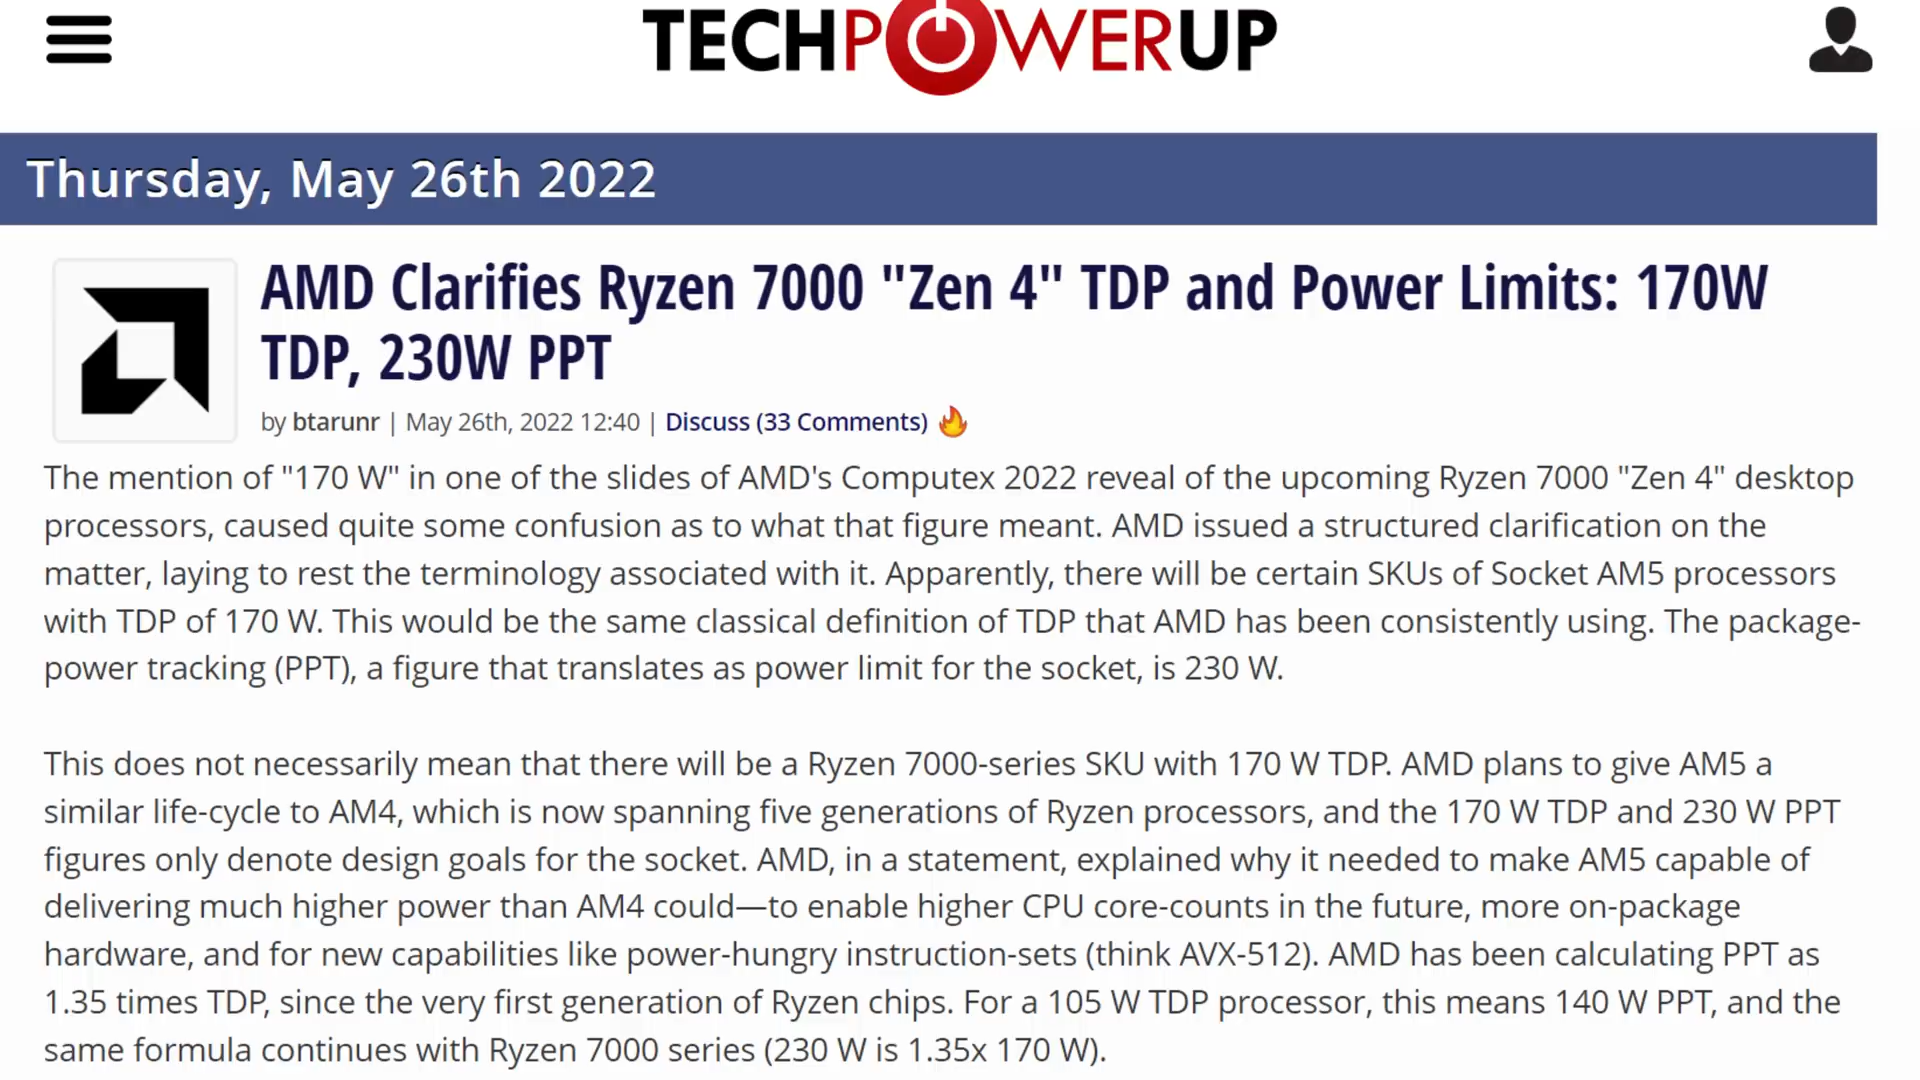 TECHPOWERUP
Thursday, May 26th 2022
AMD Clarifies Ryzen 7000 "Zen 4" TDP and Power Limits: 170W
TDP, 230W PPT
by btarunr | May 26th, 2022 12:40 | Discuss (33 Comments)
The mention of "170 W" in one of the slides of AMD's Computex 2022 reveal of the upcoming Ryzen 7000 "Zen 4" desktop
processors, caused quite some confusion as to what that figure meant. AMD issued a structured clarification on the
matter, laying to rest the terminology associated with it. Apparently, there will be certain SKUs of Socket AM5 processors
with TDP of 170 W. This would be the same classical definition of TDP that AMD has been consistently using. The package-
power tracking (PPT), a figure that translates as power limit for the socket, is 230 W.
This does not necessarily mean that there will be a Ryzen 7000-series SKU with 170 W TDP. AMD plans to give AM5 a
similar life-cycle to AM4, which is now spanning five generations of Ryzen processors, and the 170 W TDP and 230 W PPT
figures only denote design goals for the socket. AMD, in a statement, explained why it needed to make AM5 capable of
delivering much higher power than AM4 could—to enable higher CPU core-counts in the future, more on-package
hardware, and for new capabilities like power-hungry instruction-sets (think AVX-512). AMD has been calculating PPT as
1.35 times TDP, since the very first generation of Ryzen chips. For a 105 W TDP processor, this means 140 W PPT, and the
same formula continues with Ryzen 7000 series (230 W is 1.35x 170 W).